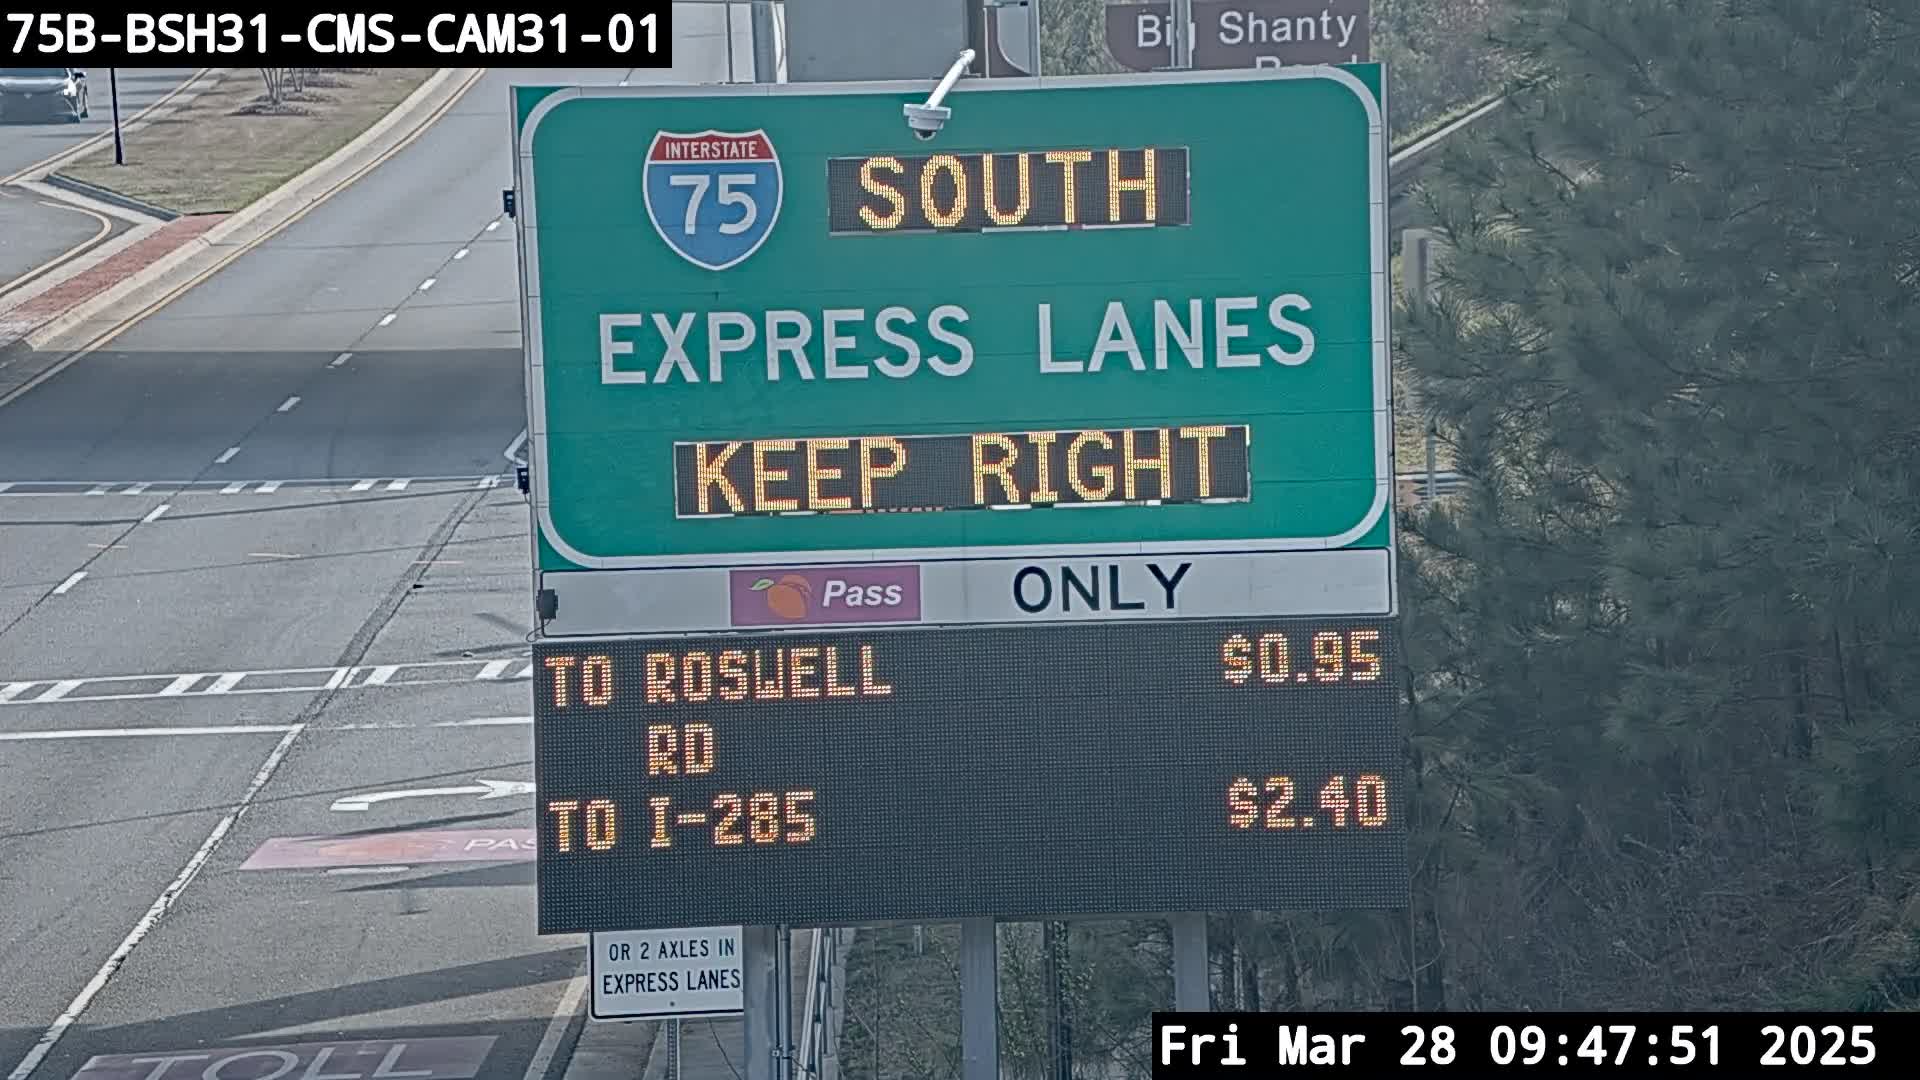 75B-BSH31-CMS-CAM31-01
Big Shanty
INTERSTATE
75
SOUTH
EXPRESS LANES
KEEP RIGHT
Pass ONLY
TO ROSWELL $0.95
RD
TO I-285 $2.40
PAS
OR 2 AXLES IN
EXPRESS LANES
TOLL
Fri Mar 28 09:47:51 2025